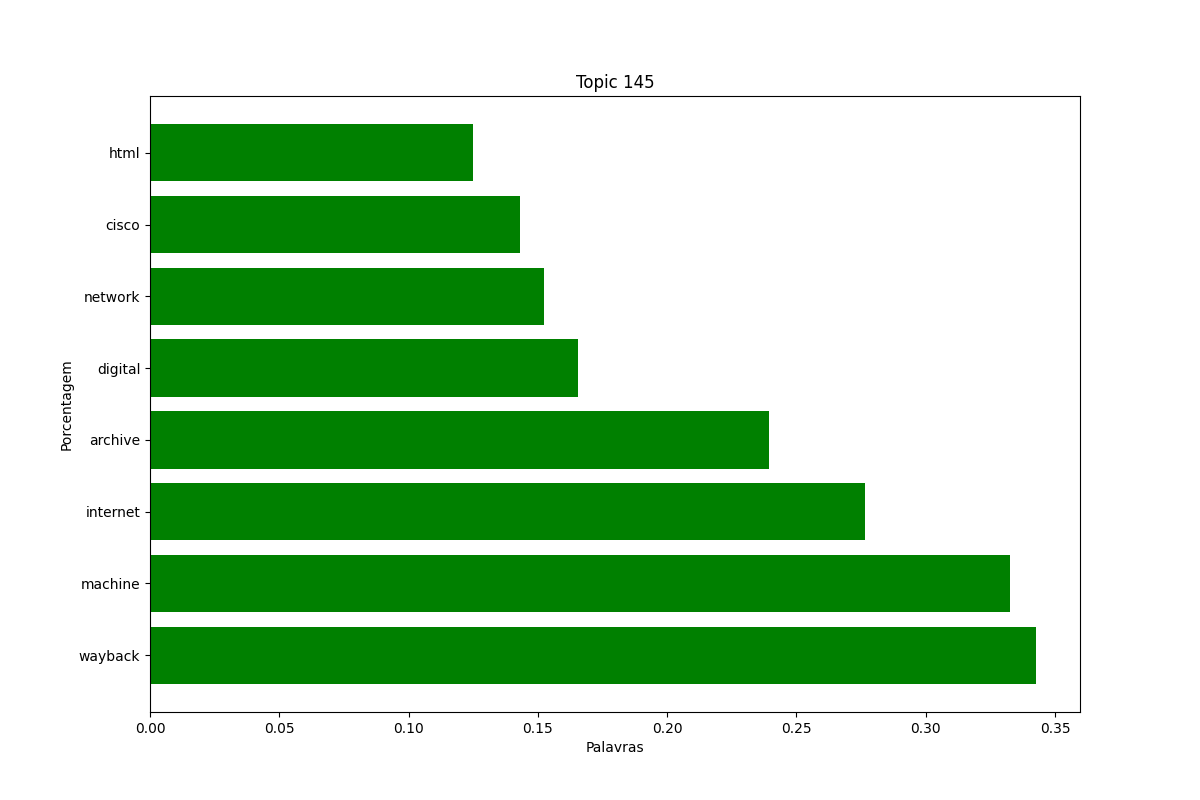 Topic 145
html
cisco
network
digital
archive
internet
machine
wayback
Porcentagem
0.00 0.05 0.10 0.15 0.20 0.25 0.30 0.35
Palavras